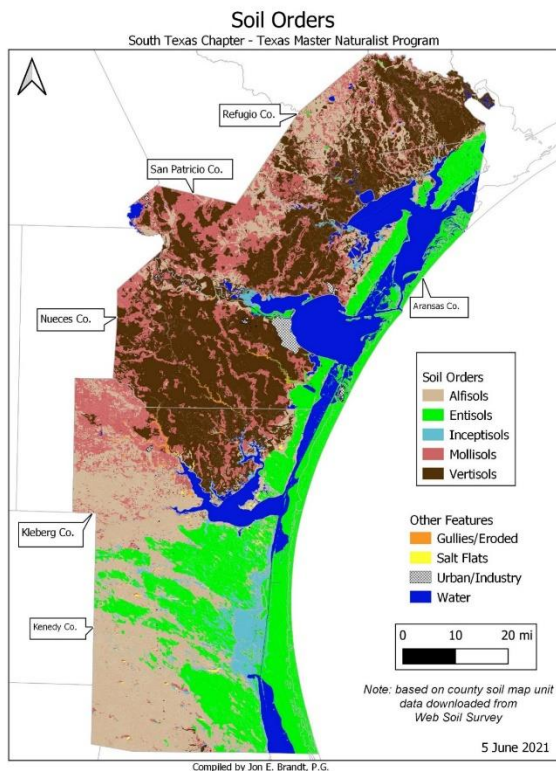 Soil Orders
South Texas Chapter - Texas Master Naturalist Program
Refugio Co.
San Patricio Co.
Aransas Co.
Nueces Co.
Soil Orders
Alfisols
Entisols
Inceptisols
Mollisols
Vertisols
Kleberg Co.
Other Features
Gullies/Eroded
Salt Flats
Urban/Industry
Water
Kenedy Co.
0 10 20 mi
Note: based on county soil map unit
data downloaded from
Web Soil Survey
5 June 2021
Compiled by Jon E. Brandt, P.G.